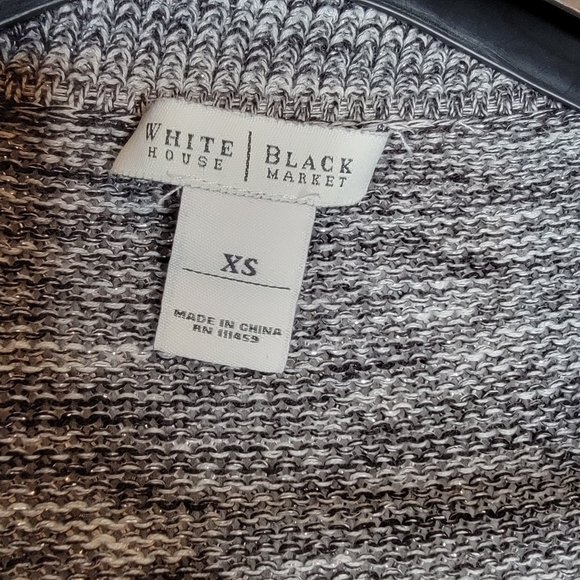 WHITE | BLACK
HOUSE | MARKET
XS
MADE IN CHINA
RN 111459